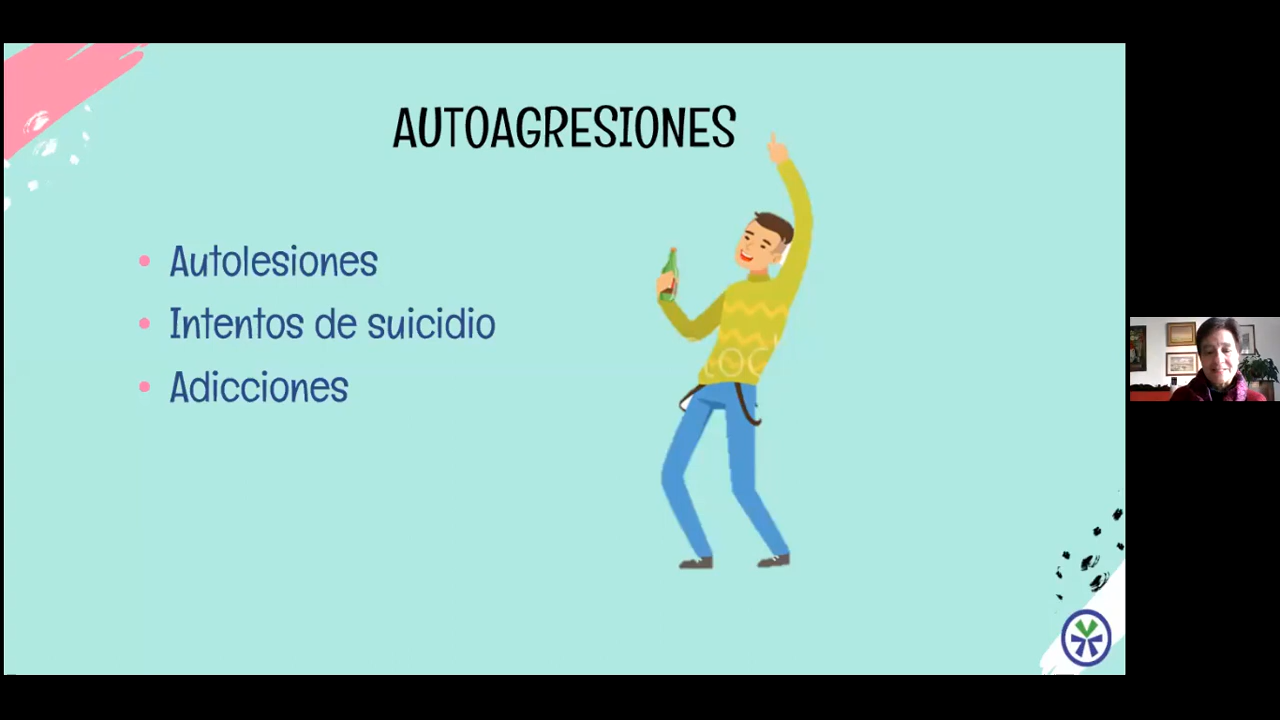 AUTOAGRESIONES
• Autolesiones
• Intentos de suicidio
• Adicciones